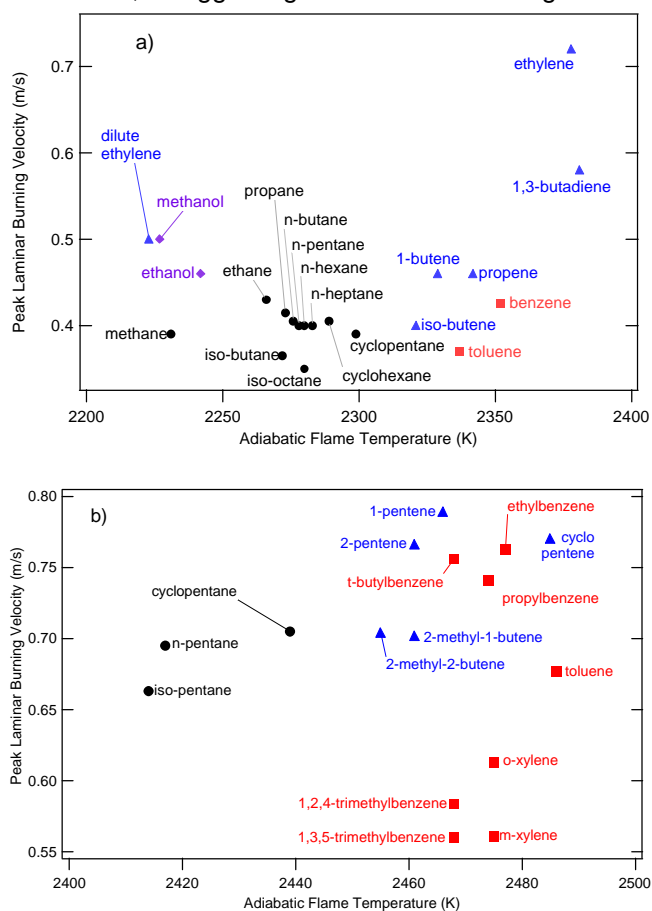 a)
ethylene
0.7
dilute
ethylene
0.6
methanol
propane
1,3-butadiene
n-butane
n-pentane
0.5
n-hexane
1-butene
ethanol
ethane
n-heptane
propene
benzene
0.4
methane
iso-butene
cyclopentane
iso-butane
toluene
iso-octane
cyclohexane
Peak Laminar Burning Velocity (m/s)
2200
2250
2300
2350
2400
Adiabatic Flame Temperature (K)
0.80
b)
ethylbenzene
1-pentene
2-pentene
cyclo
pentene
0.75
t-butylbenzene
cyclopentane
propylbenzene
0.70
n-pentane
2-methyl-1-butene
2-methyl-2-butene
toluene
iso-pentane
0.65
o-xylene
0.60
1,2,4-trimethylbenzene
1,3,5-trimethylbenzene
m-xylene
0.55
Peak Laminar Burning Velocity (m/s)
2400
2420
2440
2460
2480
2500
Adiabatic Flame Temperature (K)